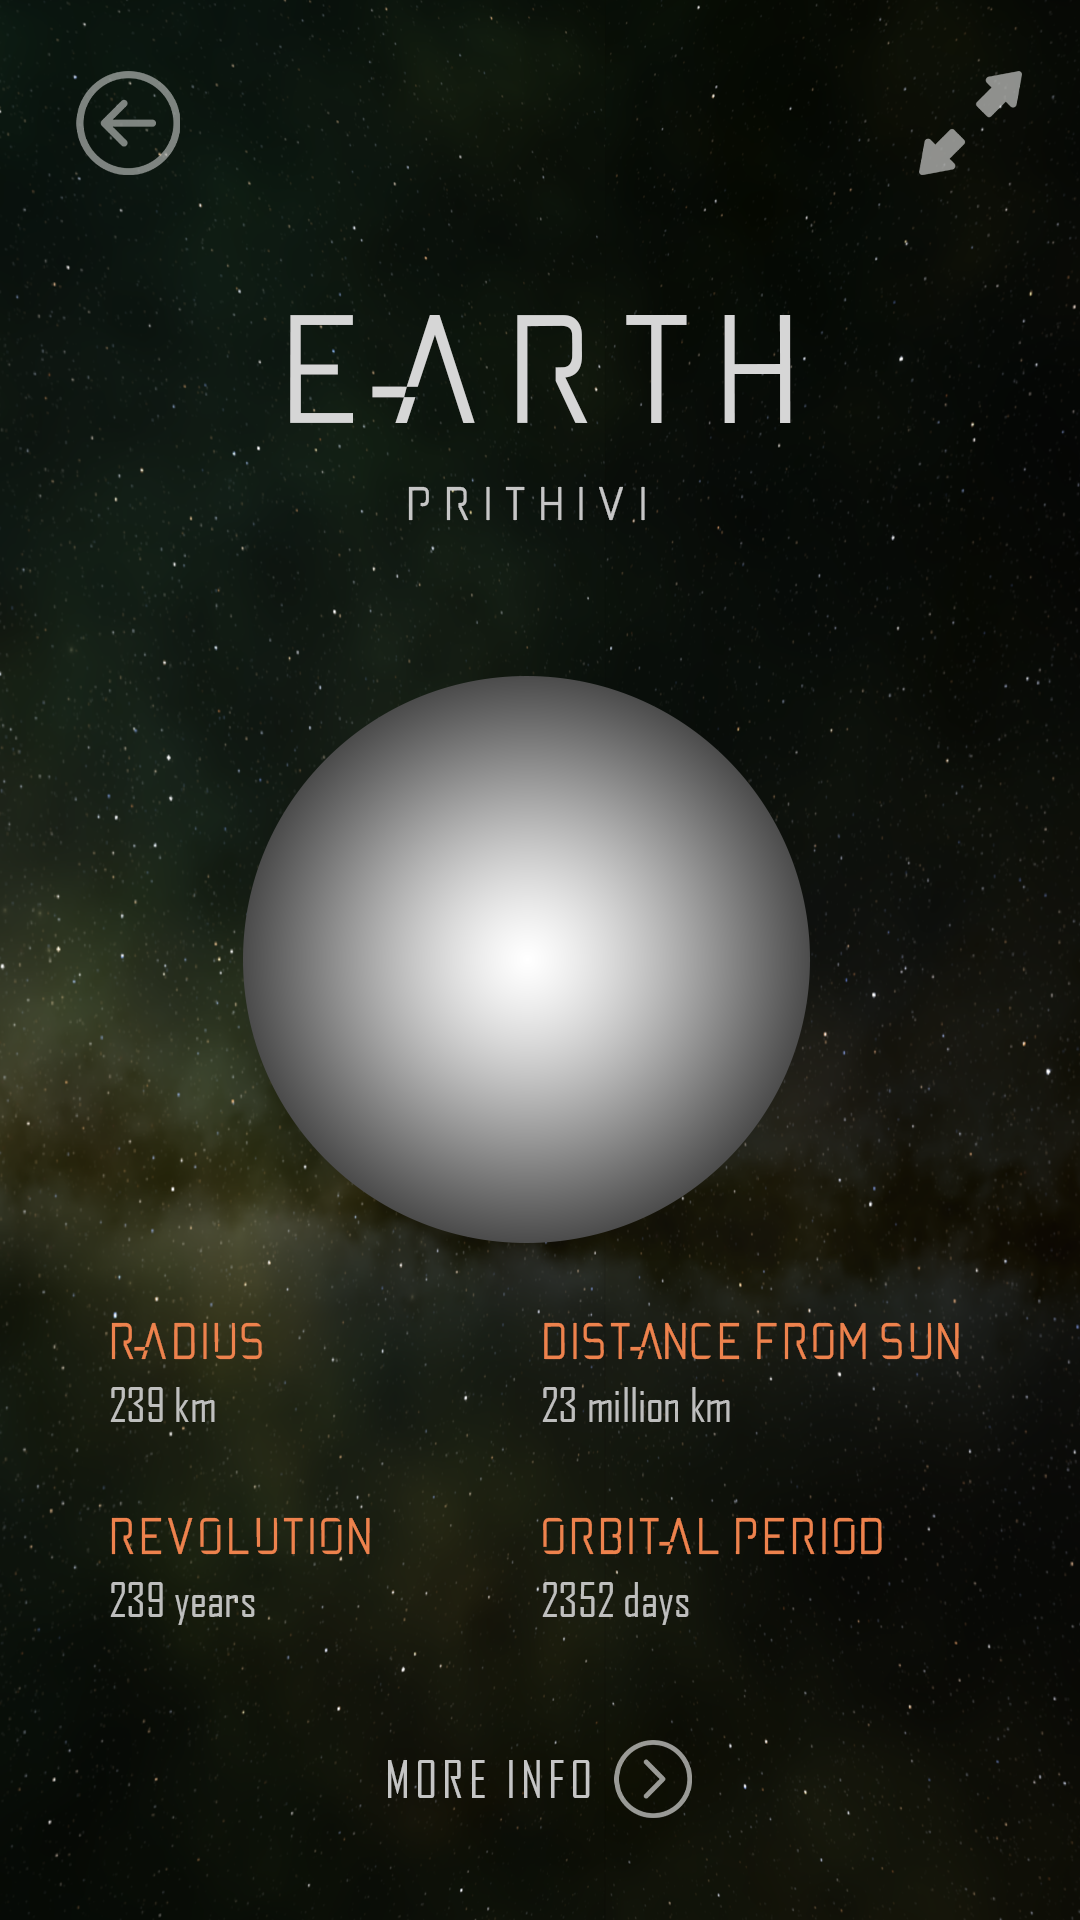 EARTH
PRITHIVI
RADIUS
239 km
DISTANCE FROM SUN
23 million km
REVOLUTION
239 years
ORBITAL PERIOD
2352 days
MORE INFO